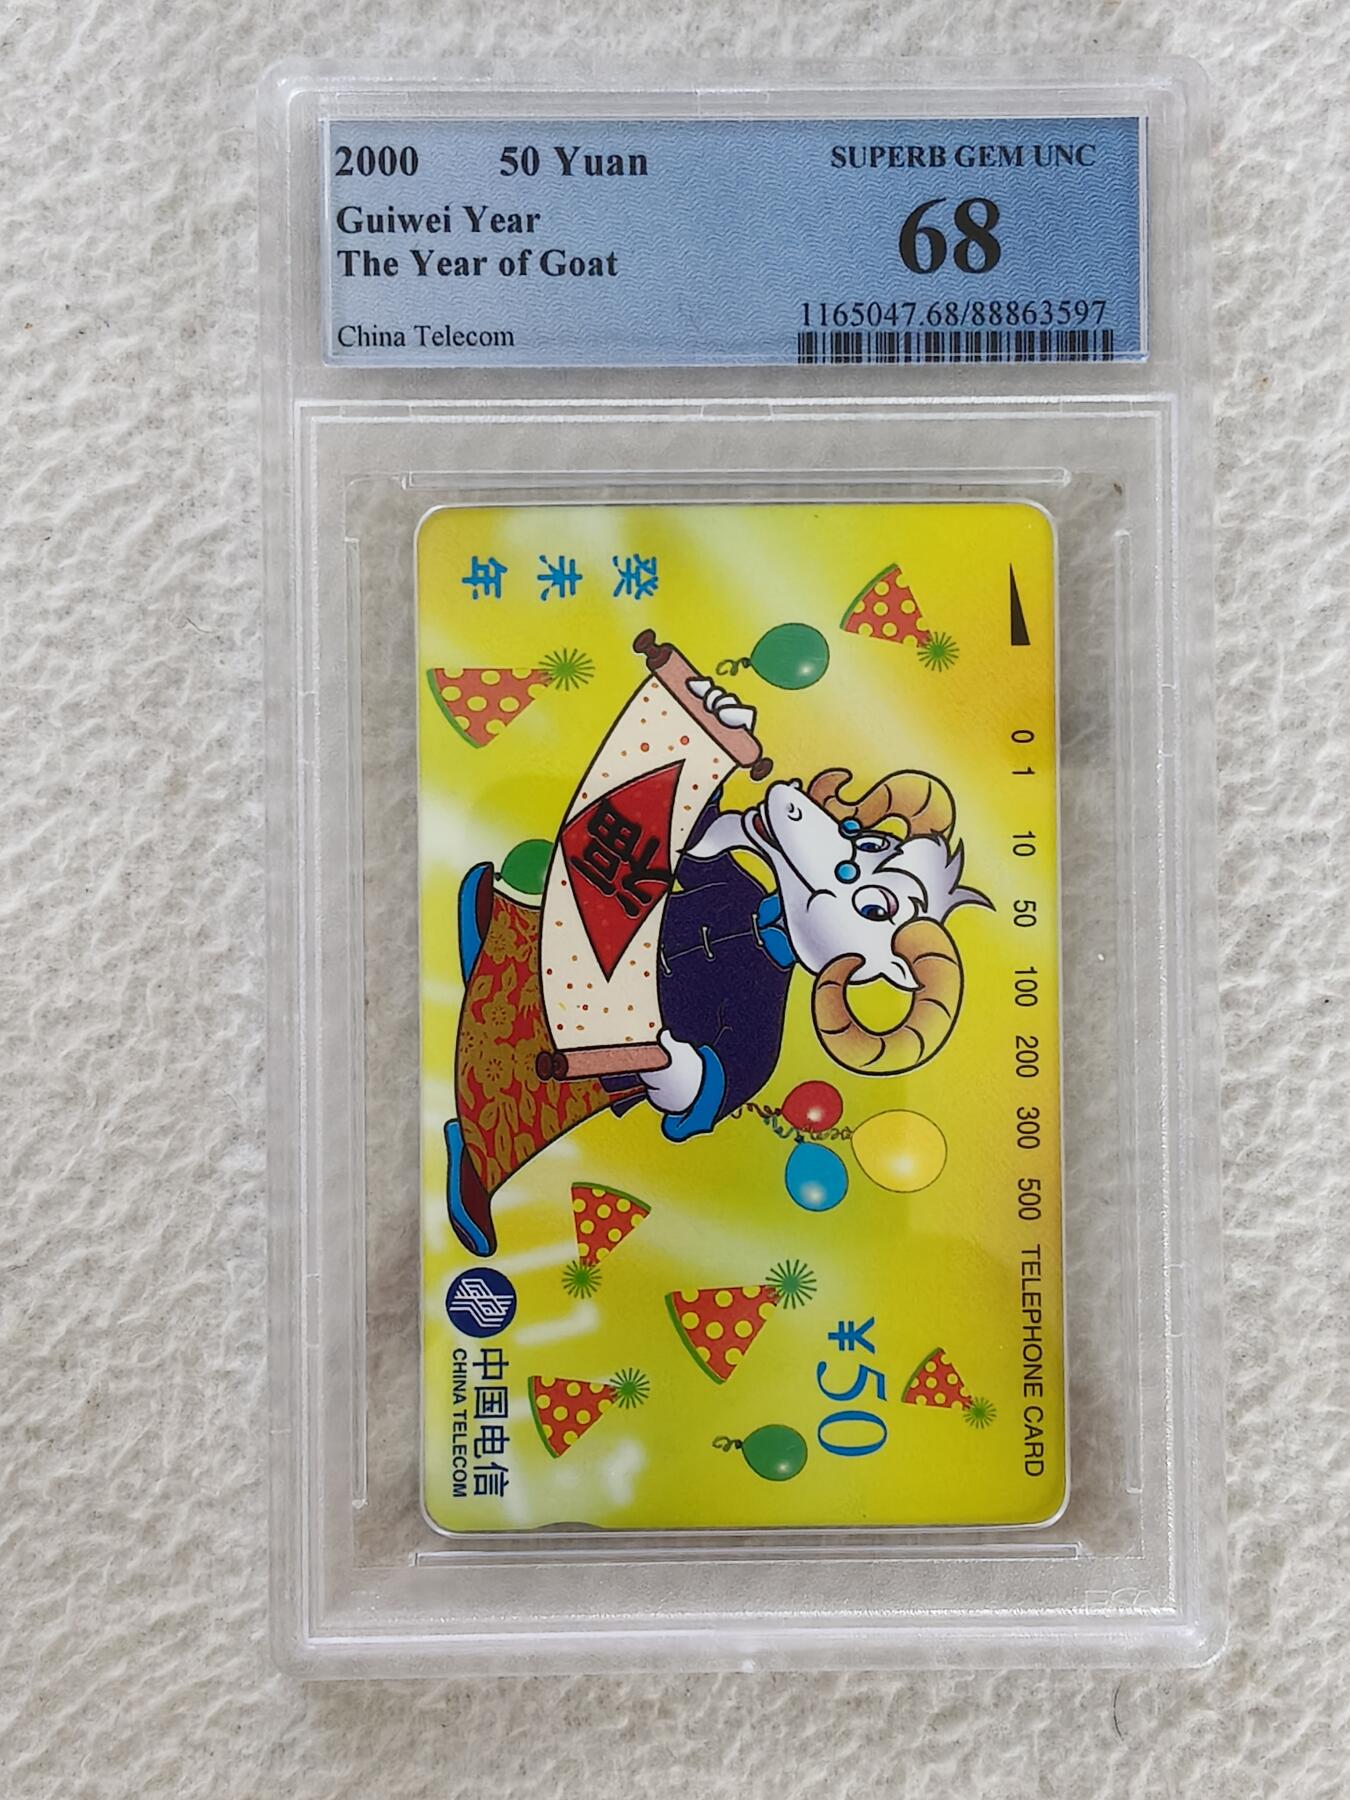 2000 50 Yuan
Guiwei Year
The Year of Goat
China Telecom
SUPERB GEM UNC
68
1165047.68/88863597
0 1 10 50 100 200 300 500 TELEPHONE CARD
癸未年
福
¥50
中国电信
CHINA TELECOM